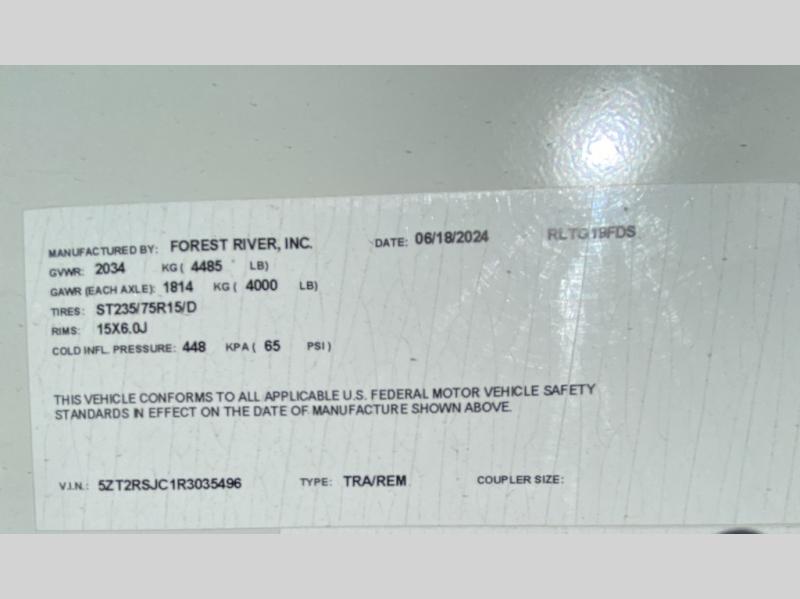 MANUFACTURED BY: FOREST RIVER, INC. DATE: 06/18/2024 RLTG19FDS
GVWR: 2034 KG ( 4485 LB)
GAWR (EACH AXLE): 1814 KG ( 4000 LB)
TIRES: ST235/75R15/D
RIMS: 15X6.0J
COLD INFL. PRESSURE: 448 KPA ( 65 PSI )
THIS VEHICLE CONFORMS TO ALL APPLICABLE U.S. FEDERAL MOTOR VEHICLE SAFETY
STANDARDS IN EFFECT ON THE DATE OF MANUFACTURE SHOWN ABOVE.
V.I.N.: 5ZT2RSJC1R3035496 TYPE: TRA/REM COUPLER SIZE: